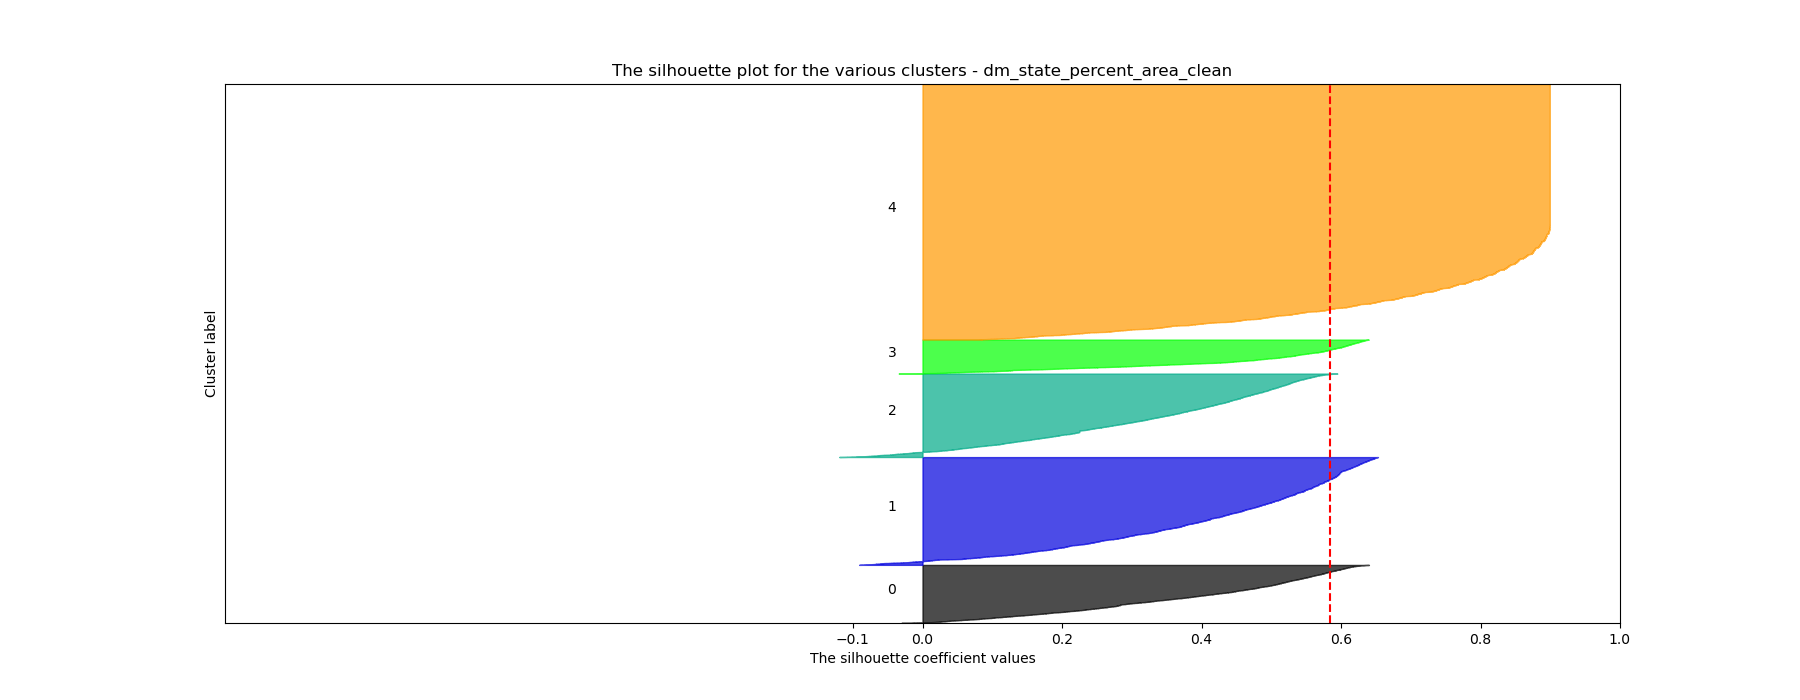 The silhouette plot for the various clusters - dm_state_percent_area_clean
4
3
2
1
0
Cluster label
−0.1 0.0 0.2 0.4 0.6 0.8 1.0
The silhouette coefficient values